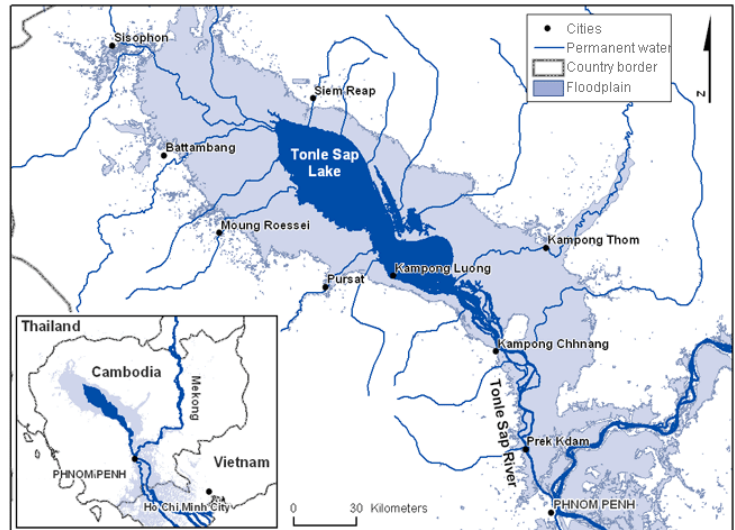 Sisophon
Cities
Permanent water
Country border
Floodplain
N
Siem Reap
Battambang
Tonle Sap
Lake
Moung Roessei
Kampong Thom
Kampong Luong
Pursat
Thailand
Kampong Chhnang
Cambodia
Mekong
Tonle Sap River
Prek Kdam
Vietnam
PHNOM PENH
Ho Chi Minh City
PHNOM PENH
0
30
Kilometers